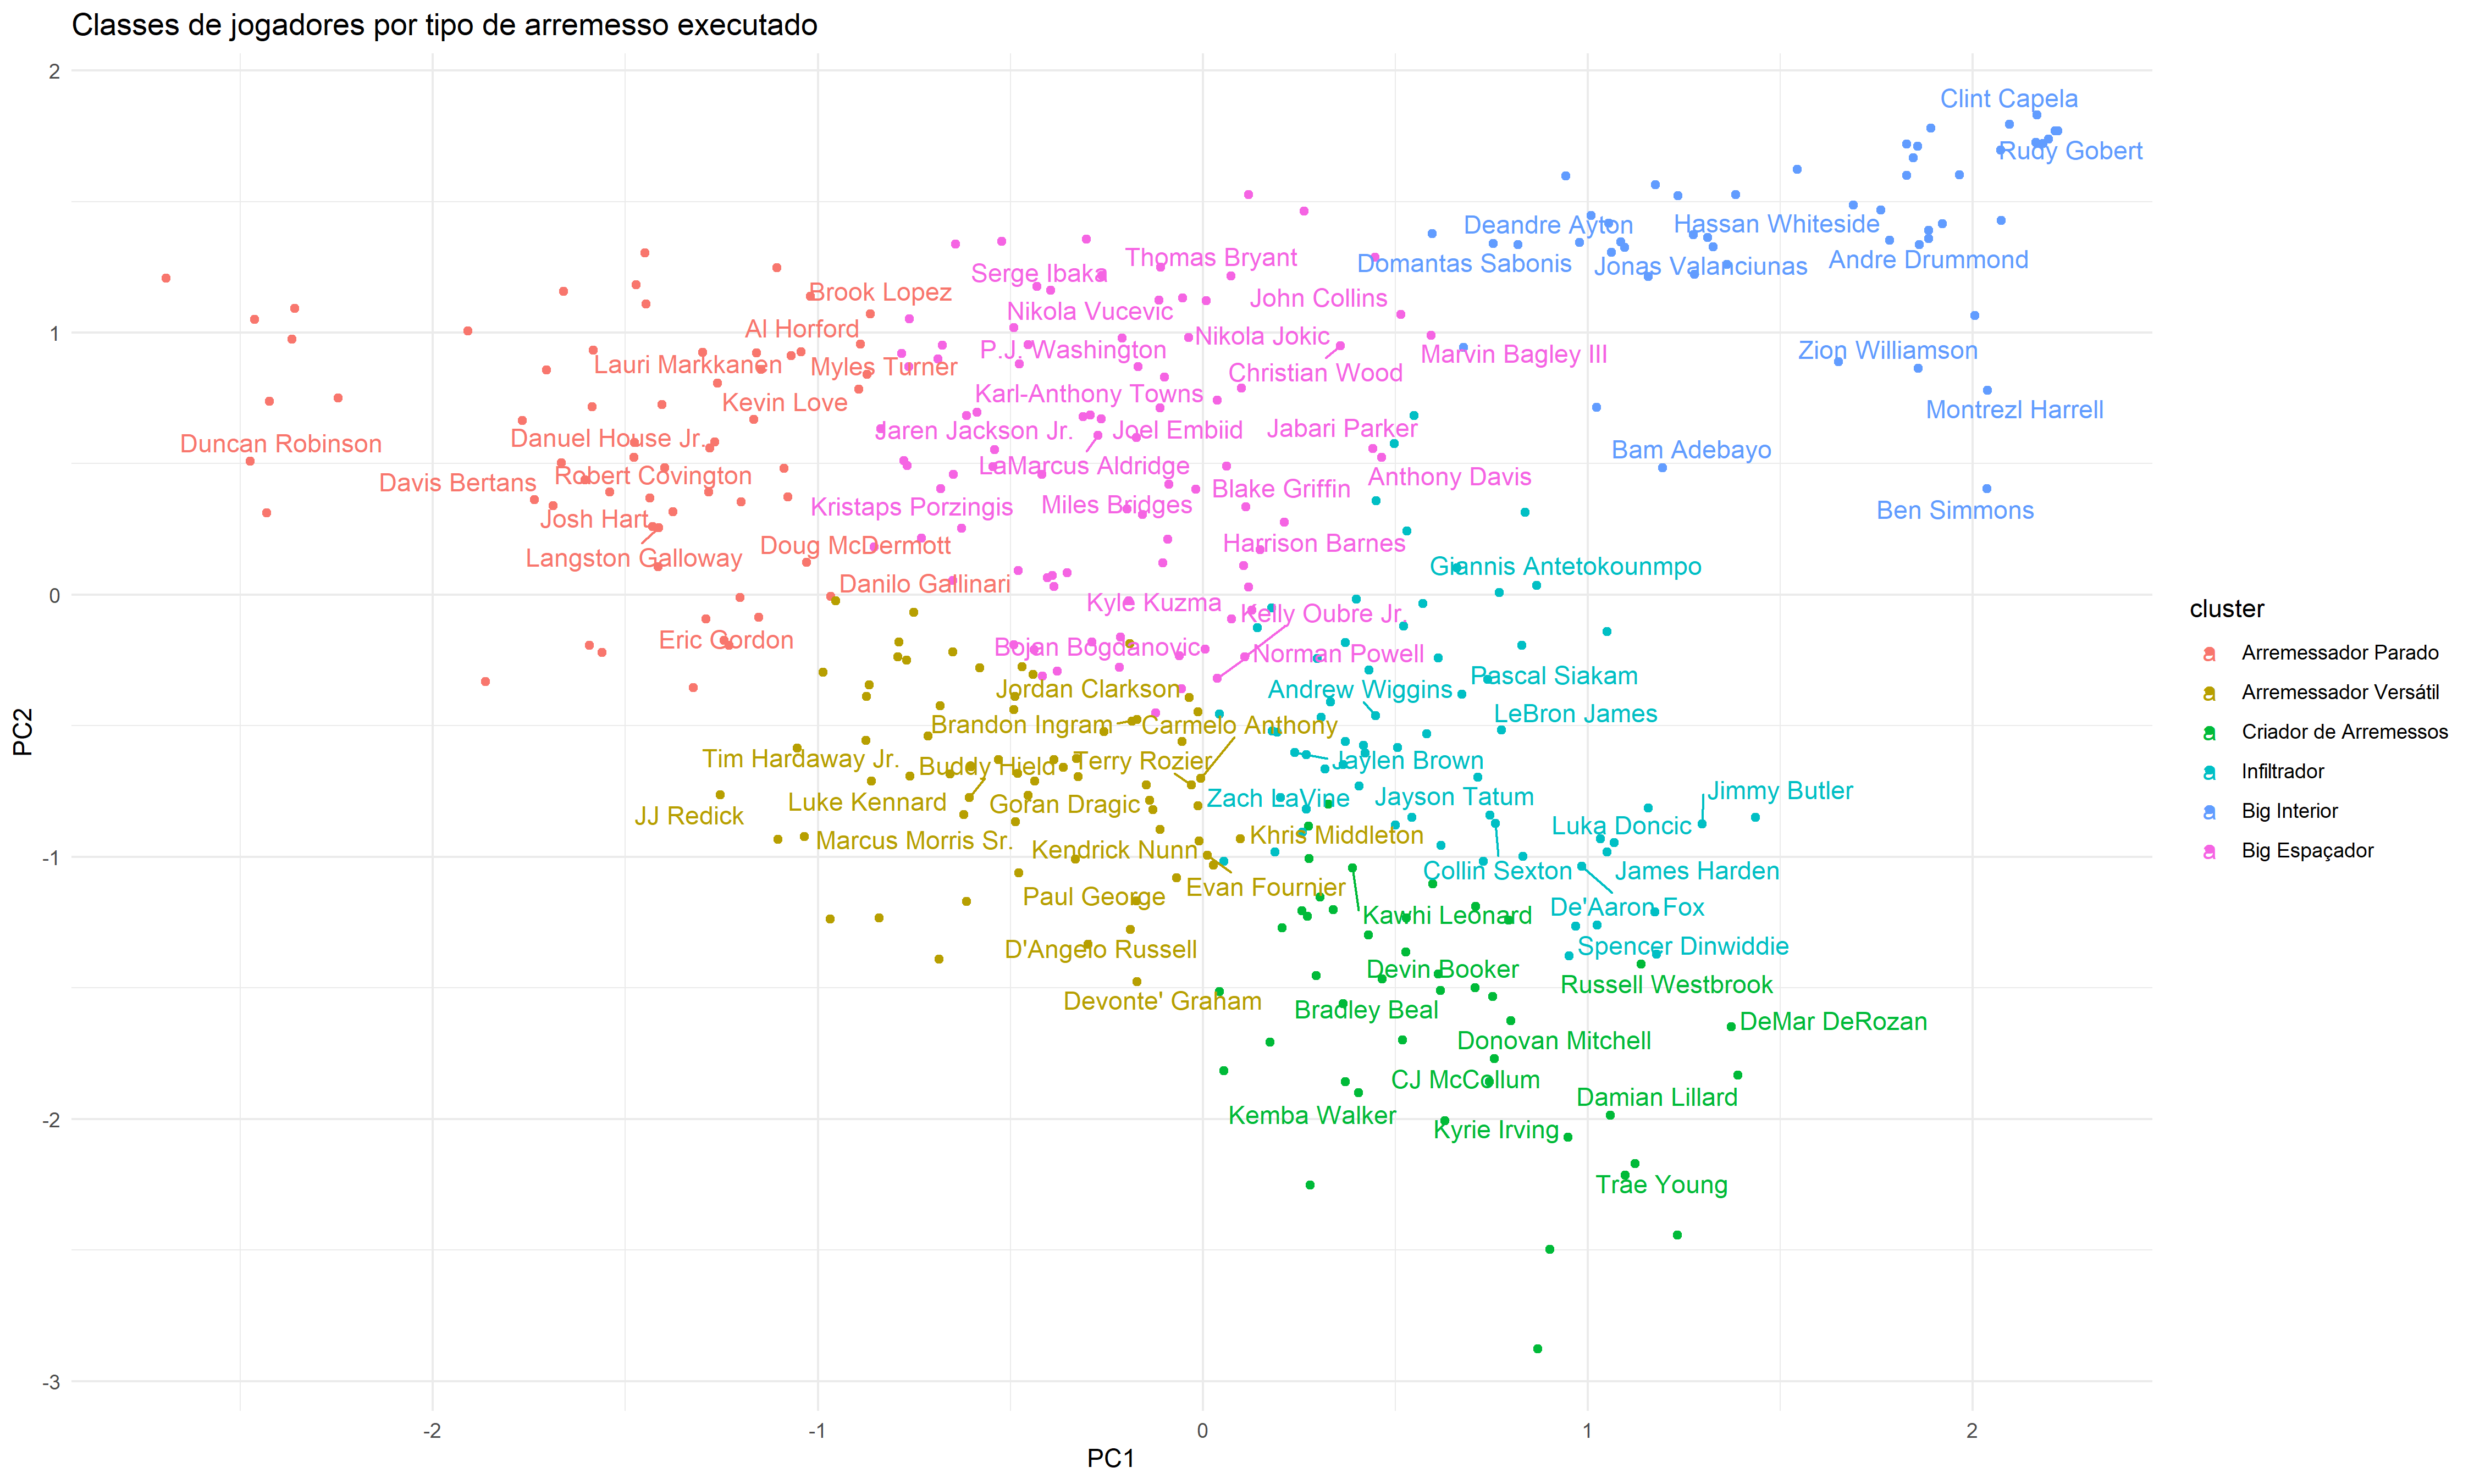 Classes de jogadores por tipo de arremesso executado
2
Clint Capela
Rudy Gobert
Deandre Ayton
Hassan Whiteside
Thomas Bryant
Domantas Sabonis
Jonas Valanciunas
Andre Drummond
Serge Ibaka
Brook Lopez
John Collins
Nikola Vucevic
1
Al Horford
Nikola Jokic
P.J. Washington
Marvin Bagley III
Zion Williamson
Lauri Markkanen
Myles Turner
Christian Wood
Karl-Anthony Towns
Kevin Love
Montrezl Harrell
Jaren Jackson Jr.
Joel Embiid
Jabari Parker
Duncan Robinson
Danuel House Jr.
Bam Adebayo
LaMarcus Aldridge
Robert Covington
Anthony Davis
Davis Bertans
Blake Griffin
Kristaps Porzingis
Miles Bridges
Ben Simmons
Josh Hart
Doug McDermott
Harrison Barnes
Langston Galloway
Giannis Antetokounmpo
Danilo Gallinari
0
Kyle Kuzma
Kelly Oubre Jr.
Eric Gordon
Bojan Bogdanovic
Norman Powell
Pascal Siakam
Jordan Clarkson
Andrew Wiggins
LeBron James
Brandon Ingram
Carmelo Anthony
Tim Hardaway Jr.
Buddy Hield
Terry Rozier
Jaylen Brown
Luke Kennard
Goran Dragic
Zach LaVine
Jayson Tatum
Jimmy Butler
JJ Redick
Marcus Morris Sr.
Khris Middleton
Luka Doncic
Kendrick Nunn
-1
Collin Sexton
James Harden
Evan Fournier
Paul George
Kawhi Leonard
De'Aaron Fox
D'Angelo Russell
Spencer Dinwiddie
Devin Booker
Russell Westbrook
Devonte' Graham
Bradley Beal
DeMar DeRozan
Donovan Mitchell
CJ McCollum
Damian Lillard
Kemba Walker
-2
Kyrie Irving
Trae Young
-3
-2
-1
0
1
2
PC1
PC2
cluster
a Arremessador Parado
a Arremessador Versátil
a Criador de Arremessos
a Infiltrador
a Big Interior
a Big Espaçador